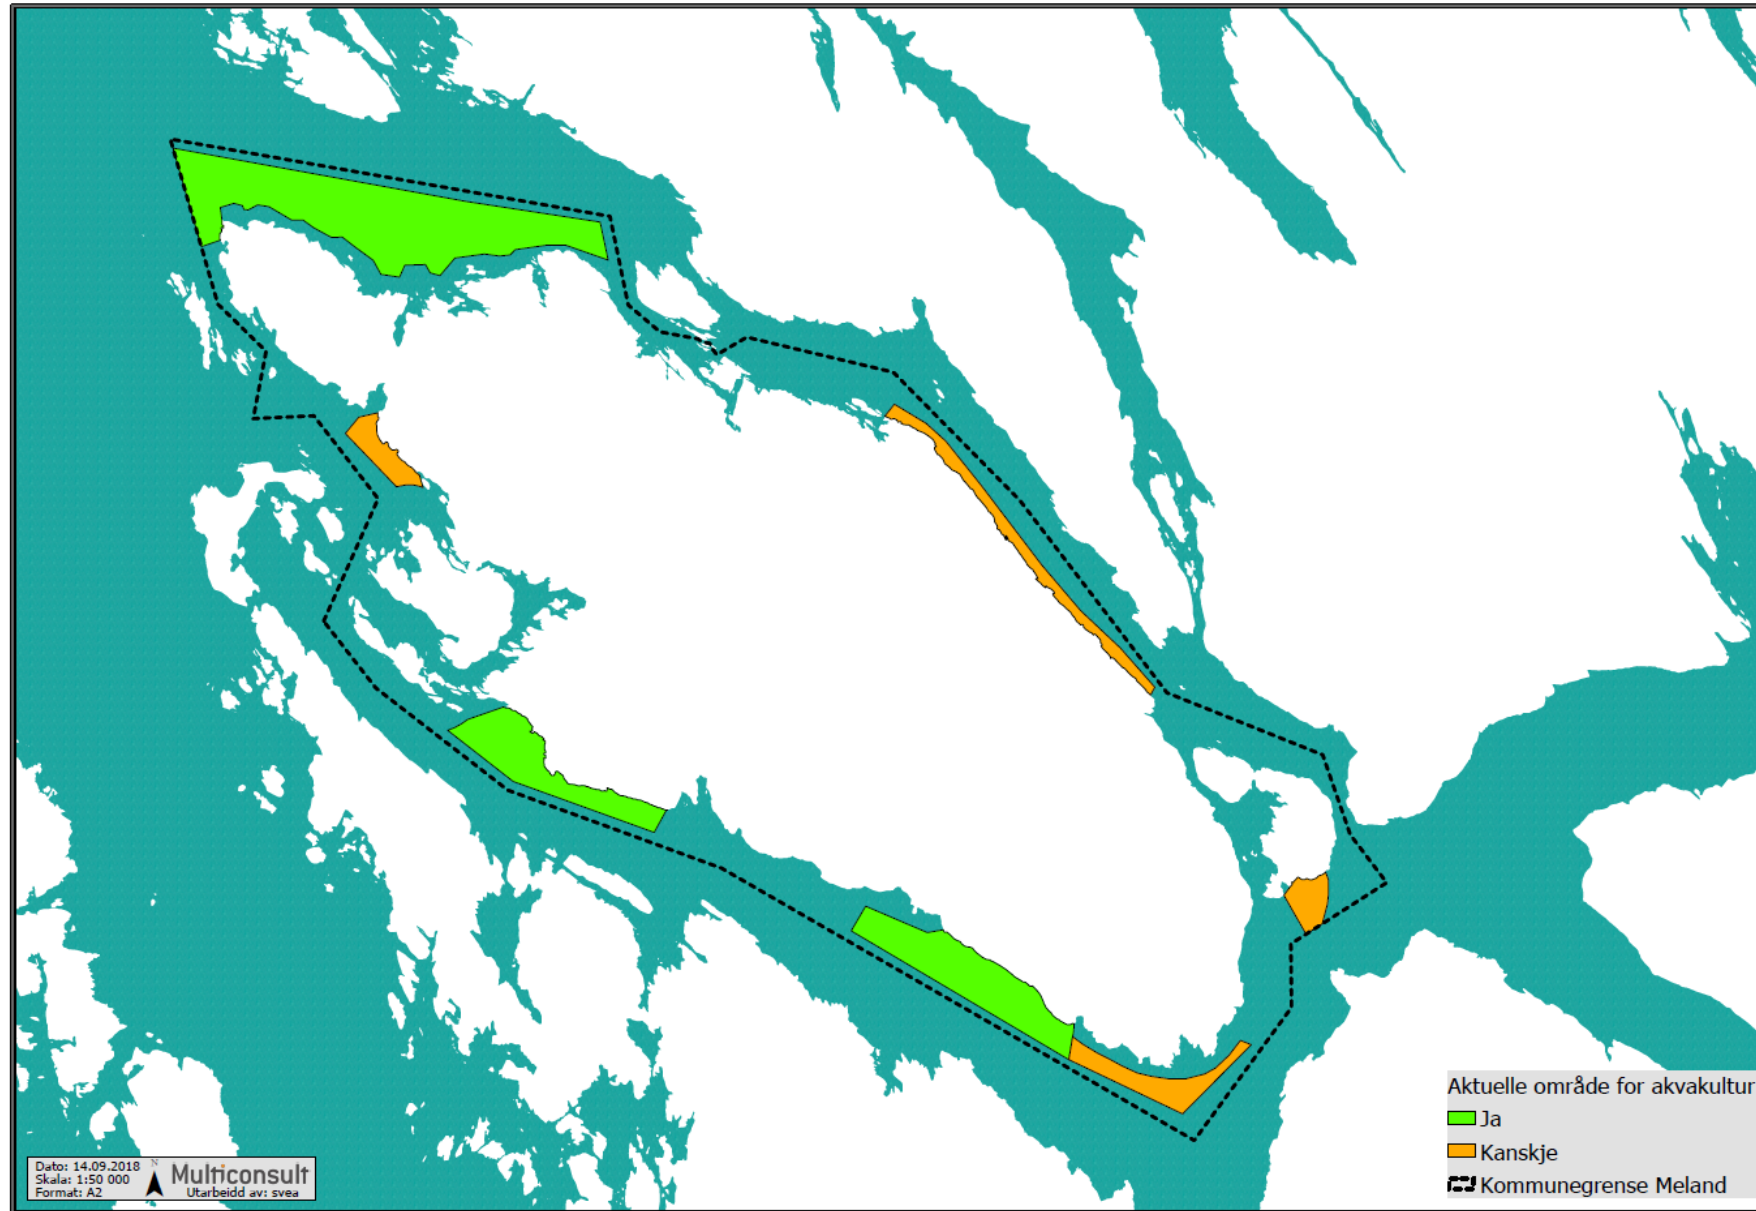 Aktuelle område for akvakultur
Ja
Kanskje
Kommunegrense Meland
Dato: 14.09.2018
Skala: 1:50 000
Format: A2
N
Multiconsult
Utarbeidd av: svea